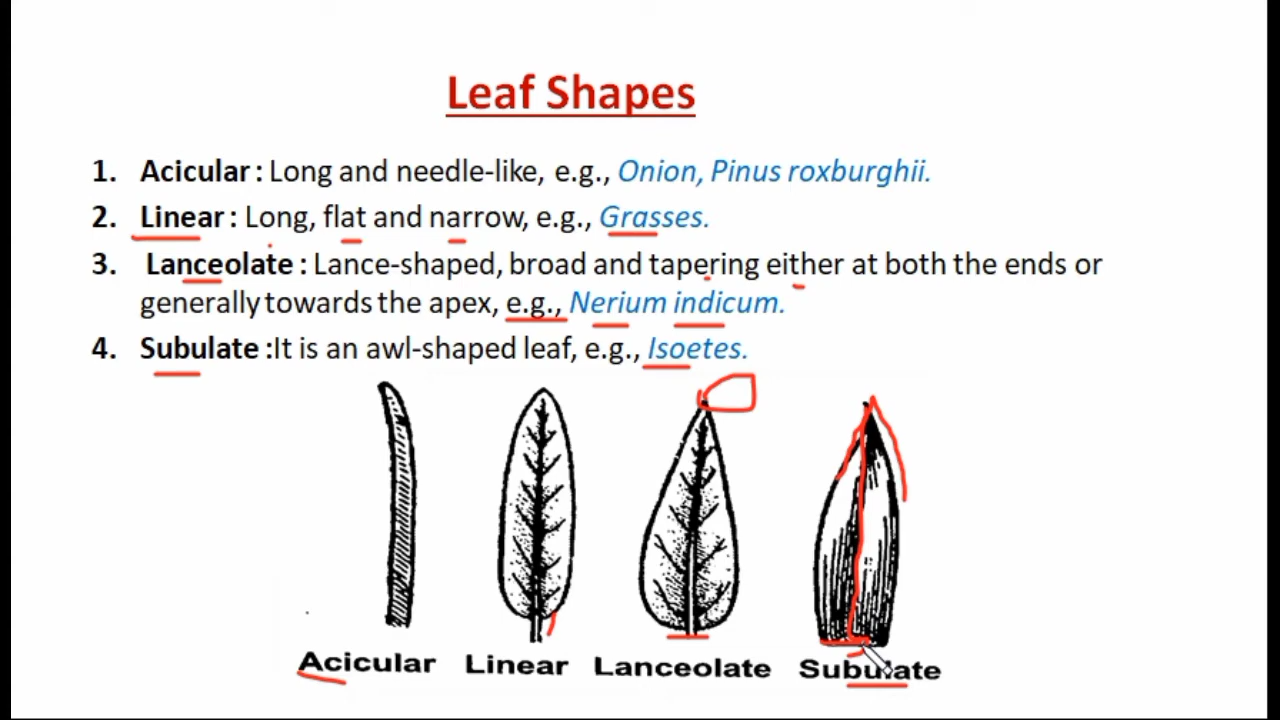 Leaf Shapes
1. Acicular : Long and needle-like, e.g., Onion, Pinus roxburghii.
2. Linear : Long, flat and narrow, e.g., Grasses.
3. Lanceolate : Lance-shaped, broad and tapering either at both the ends or
generally towards the apex, e.g., Nerium indicum.
4. Subulate :It is an awl-shaped leaf, e.g., Isoetes.
Acicular Linear Lanceolate Subulate